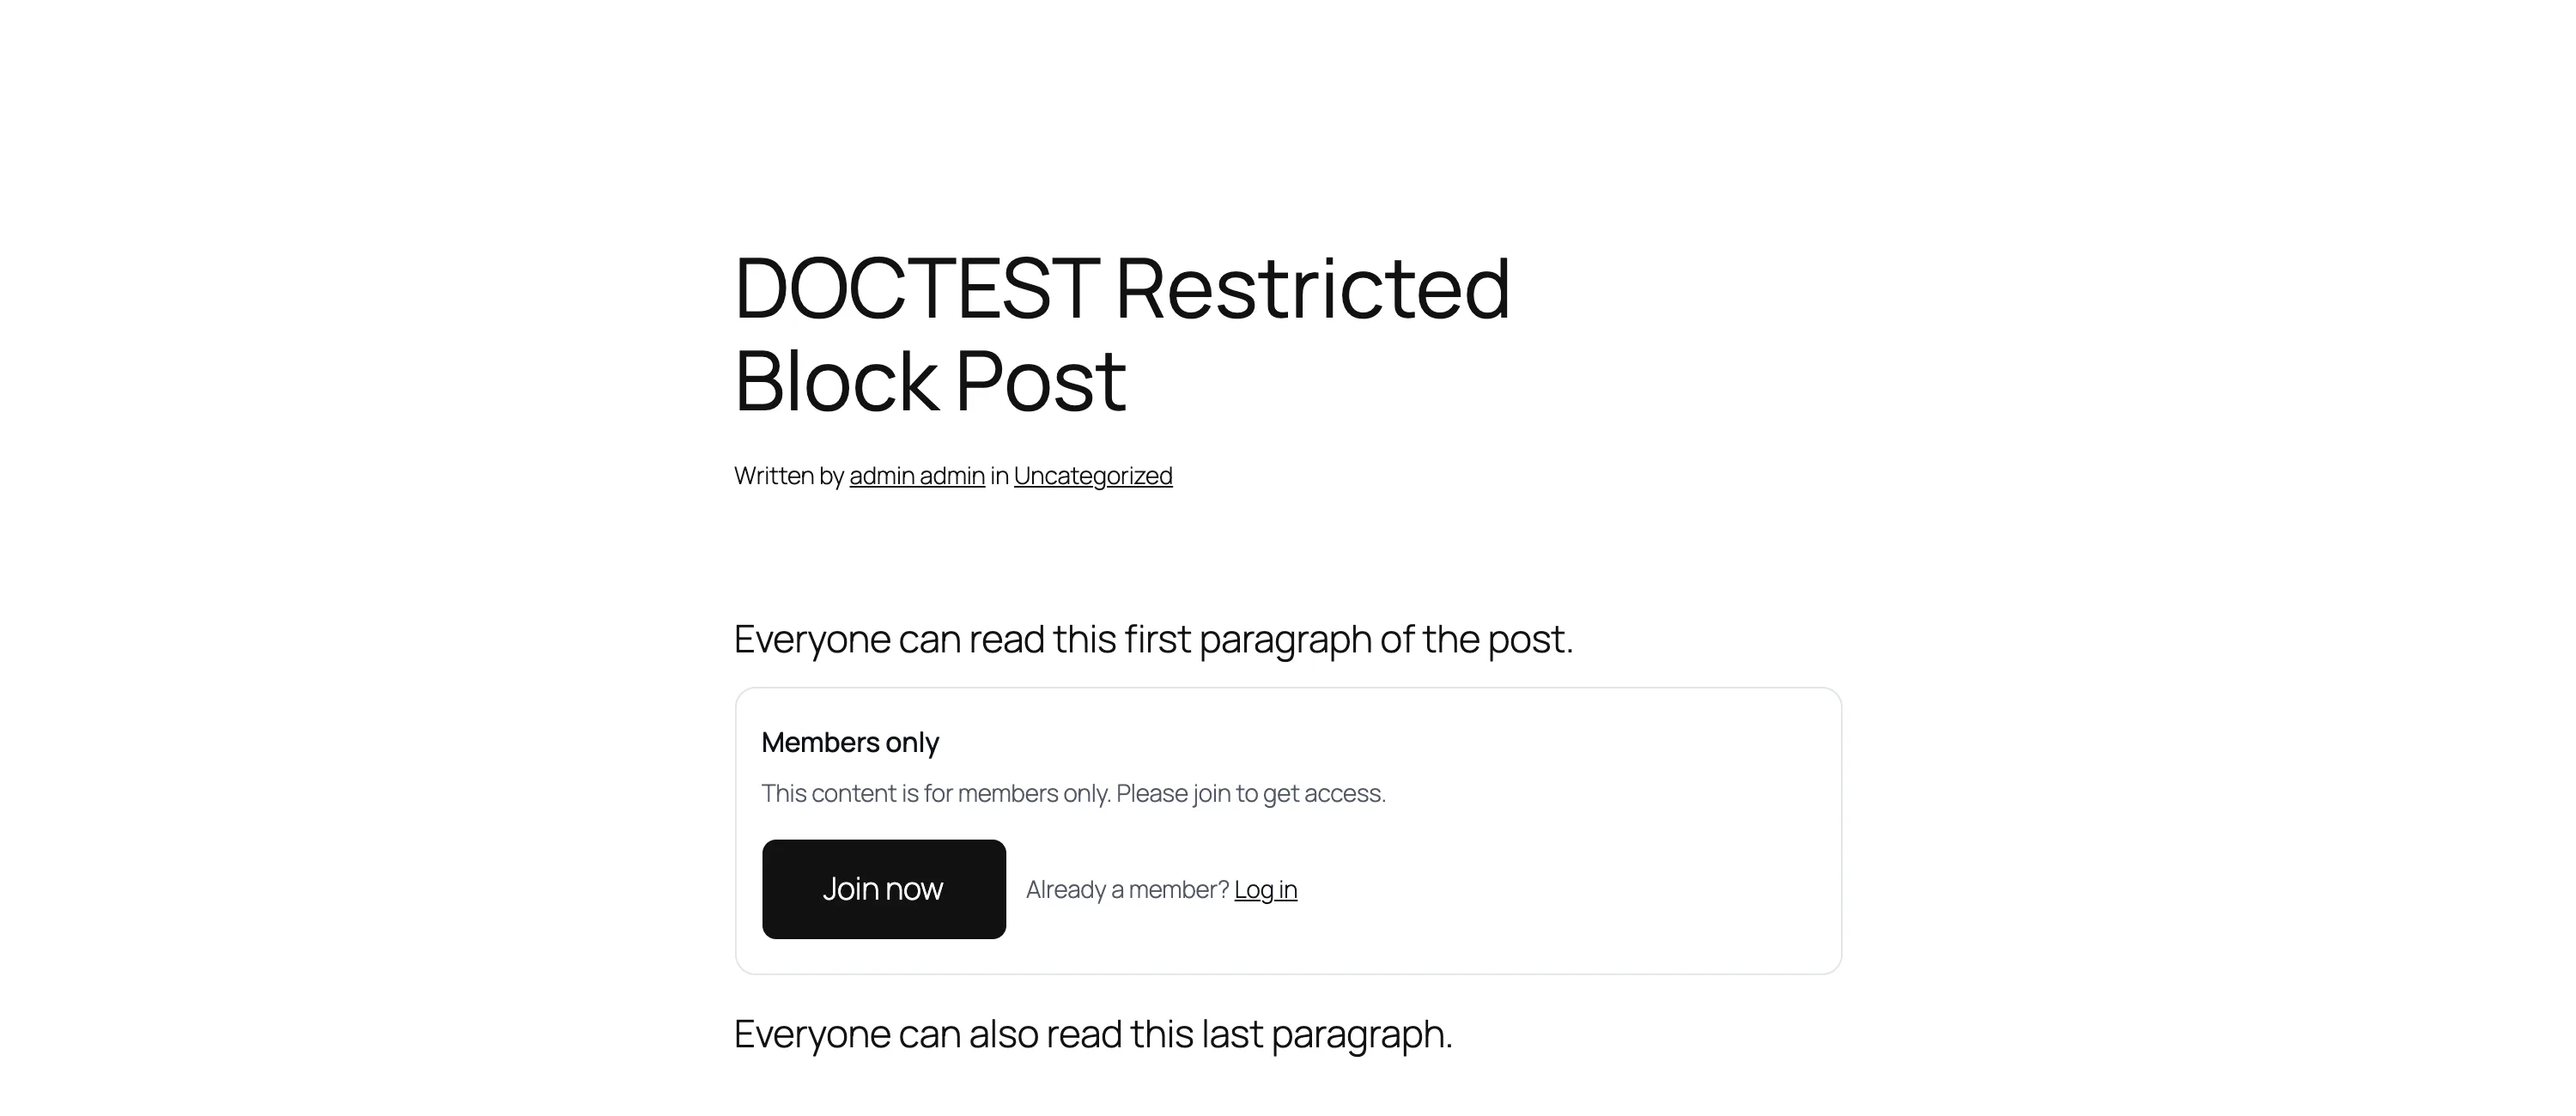 DOCTEST Restricted
Block Post
Written by admin admin in Uncategorized
Everyone can read this first paragraph of the post.
Members only
This content is for members only. Please join to get access.
Join now
Already a member? Log in
Everyone can also read this last paragraph.